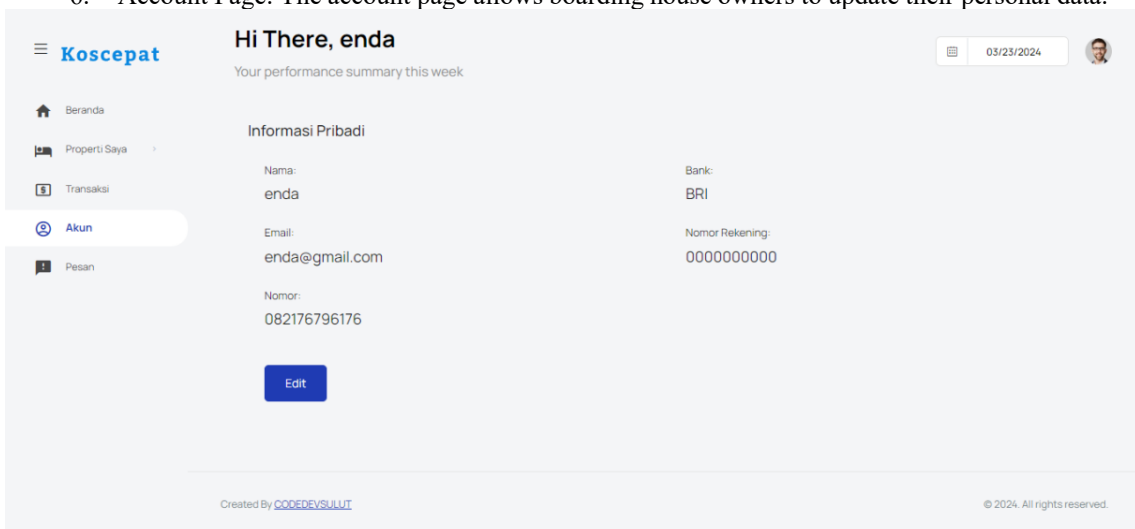 6. Account Page: The account page allows boarding house owners to update their personal data.
Koscepat
Hi There, enda
Your performance summary this week
03/23/2024
Beranda
Properti Saya
Transaksi
Akun
Pesan
Informasi Pribadi
Nama:
enda
Bank:
BRI
Email:
enda@gmail.com
Nomor Rekening:
0000000000
Nomor:
082176796176
Edit
Created By CODEDEVSULUT
© 2024. All rights reserved.